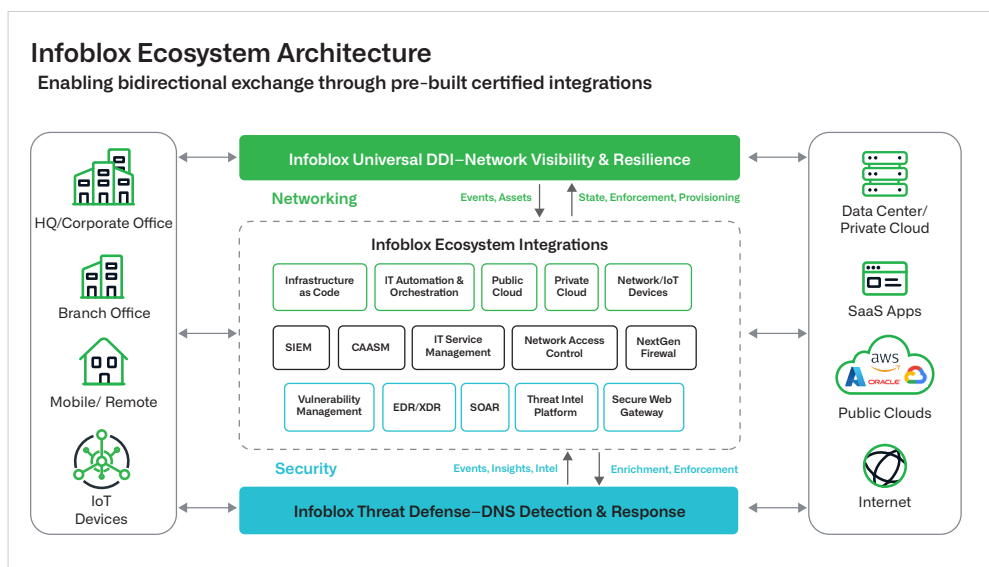 Infoblox Ecosystem Architecture
Enabling bidirectional exchange through pre-built certified integrations
HQ/Corporate Office
Branch Office
Mobile/ Remote
IoT
Devices
Infoblox Universal DDI–Network Visibility & Resilience
Networking
Events, Assets
State, Enforcement, Provisioning
Infoblox Ecosystem Integrations
Infrastructure
as Code
IT Automation &
Orchestration
Public
Cloud
Private
Cloud
Network/IoT
Devices
SIEM
CAASM
IT Service
Management
Network Access
Control
NextGen
Firewal
Vulnerability
Management
EDR/XDR
SOAR
Threat Intel
Platform
Secure Web
Gateway
Security
Events, Insights, Intel
Enrichment, Enforcement
Infoblox Threat Defense–DNS Detection & Response
Data Center/
Private Cloud
SaaS Apps
aws
ORACLE
Public Clouds
Internet